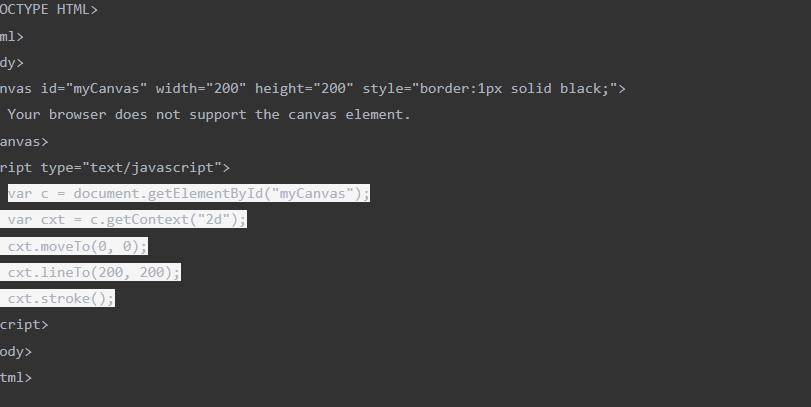 OCTYPE HTML>
ml>
dy>
nvas id="myCanvas" width="200" height="200" style="border:1px solid black;">
Your browser does not support the canvas element.
anvas>
ript type="text/javascript">
var c = document.getElementById("myCanvas");
var cxt = c.getContext("2d");
cxt.moveTo(0, 0);
cxt.lineTo(200, 200);
cxt.stroke();
cript>
ody>
tml>